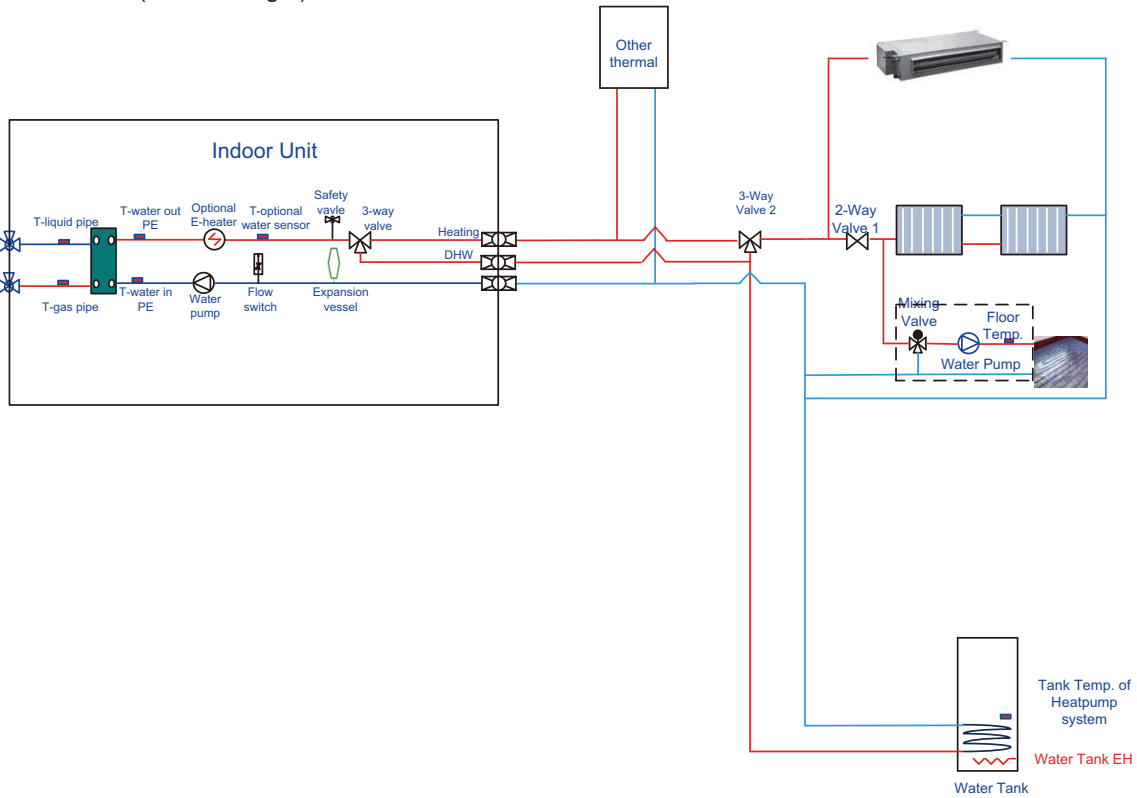 Other
thermal
Indoor Unit
Safety
vavle
T-liquid pipe
T-water out
PE
Optional
E-heater
T-optional
water sensor
3-way
valve
Heating
DHW
T-gas pipe
T-water in
PE
Water
pump
Flow
switch
Expansion
vessel
3-Way
Valve 2
2-Way
Valve 1
Mixing
Valve
Floor
Temp.
Water Pump
Tank Temp. of
Heatpump
system
Water Tank EH
Water Tank